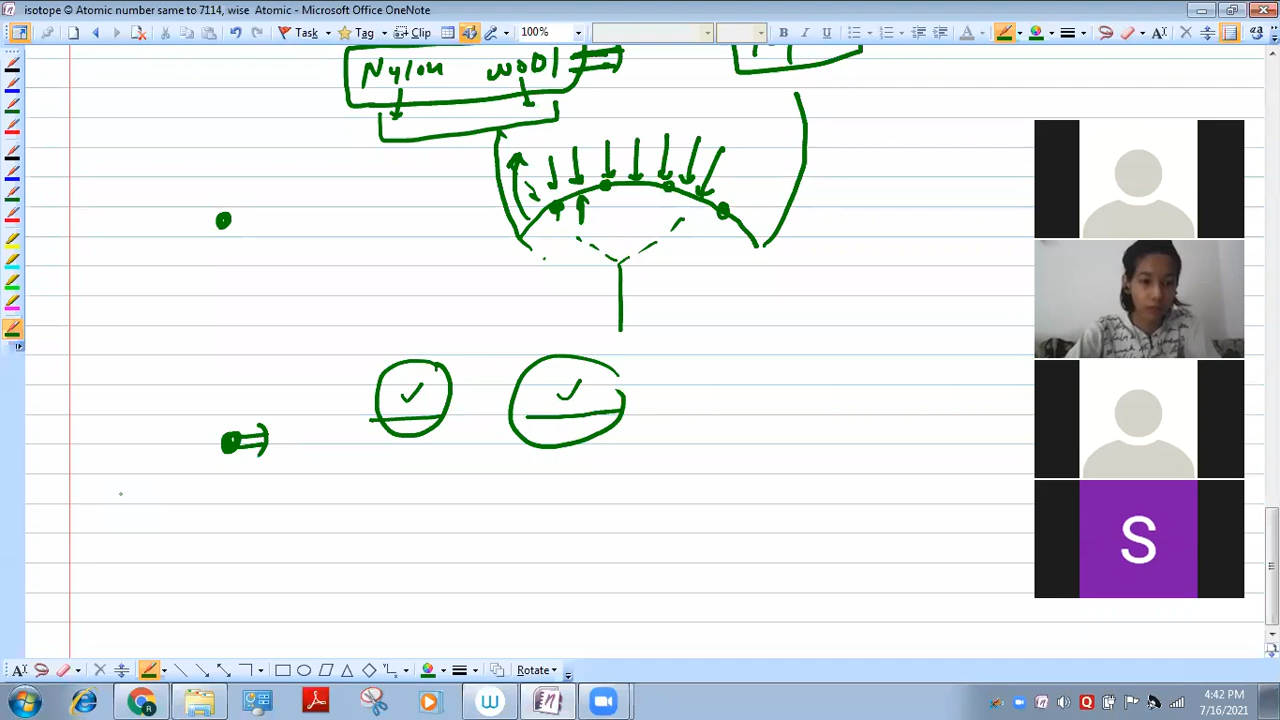 isotope © Atomic number same to 7114, wise Atomic - Microsoft Office OneNote
Task
Tag
Clip
100%
B I U
A
Nylon wool
S
Rotate
4:42 PM
7/16/2021